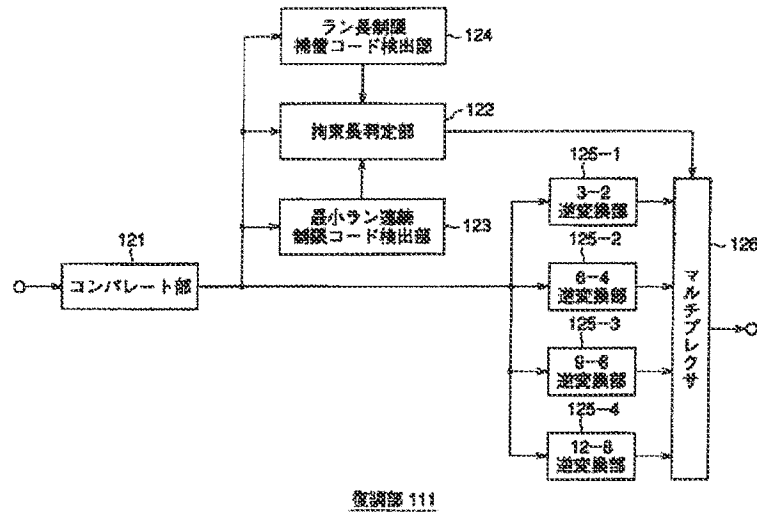 ラン長制限
補償コード検出部
124
122
拘束長判定部
125-1
3-2
逆変換部
最小ラン連続
制限コード検出部
123
121
コンパレート部
125-2
6-4
逆変換部
126
マルチプレクサ
125-3
9-6
逆変換部
125-4
12-8
逆変換部
復調部 111